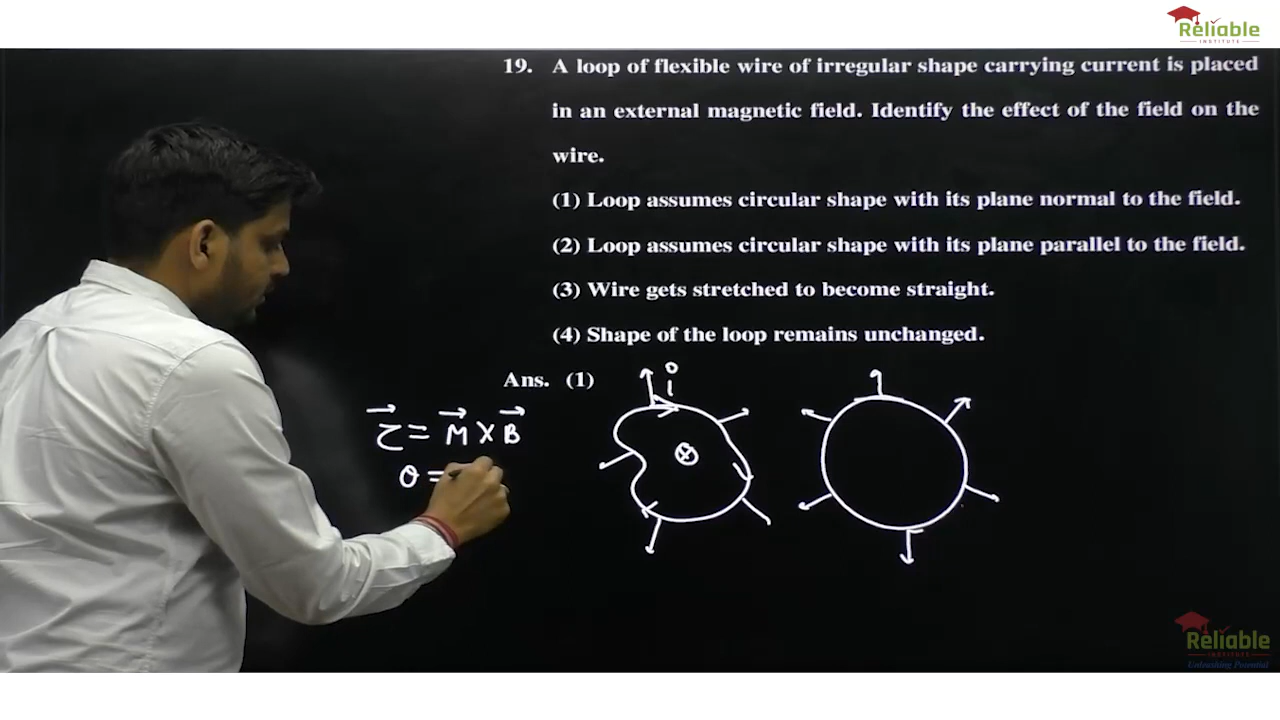 Reliable
INSTITUTE
19. A loop of flexible wire of irregular shape carrying current is placed
in an external magnetic field. Identify the effect of the field on the
wire.
(1) Loop assumes circular shape with its plane normal to the field.
(2) Loop assumes circular shape with its plane parallel to the field.
(3) Wire gets stretched to become straight.
(4) Shape of the loop remains unchanged.
Ans. (1)
i
τ = M × B
θ =
Reliable
INSTITUTE
Unleashing Potential